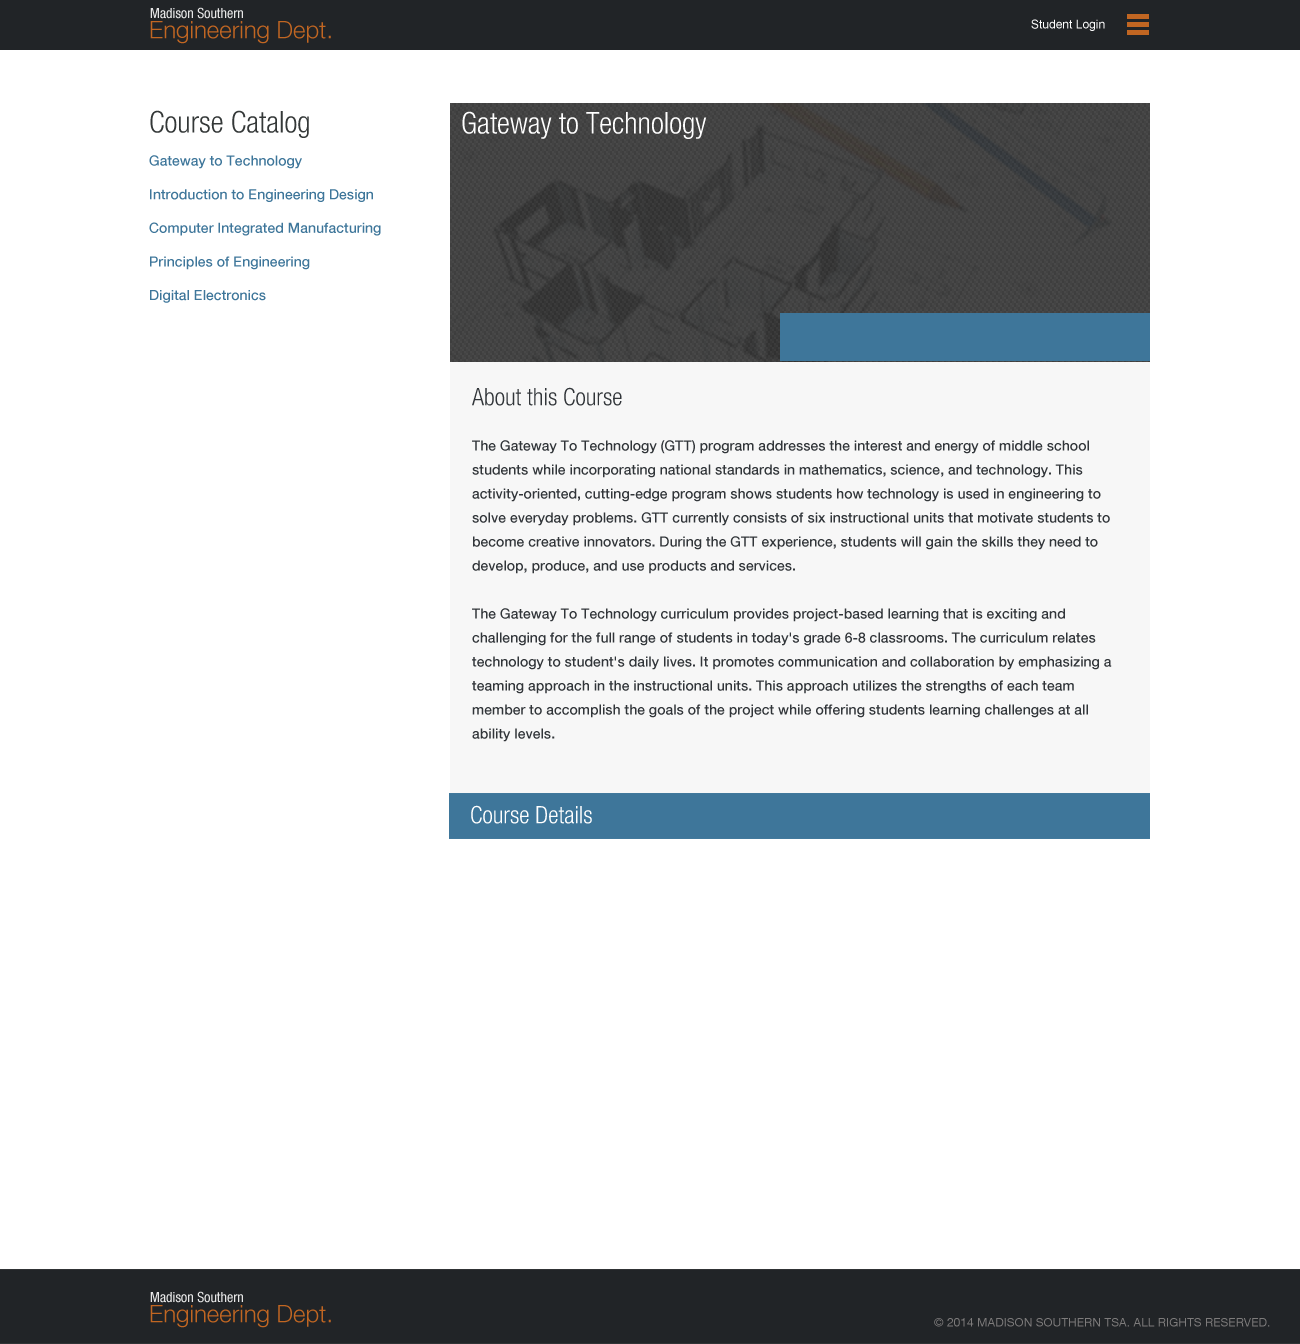 Madison Southern
Engineering Dept.
Student Login
Course Catalog
Gateway to Technology
Introduction to Engineering Design
Computer Integrated Manufacturing
Principles of Engineering
Digital Electronics
Gateway to Technology
About this Course
The Gateway To Technology (GTT) program addresses the interest and energy of middle school
students while incorporating national standards in mathematics, science, and technology. This
activity-oriented, cutting-edge program shows students how technology is used in engineering to
solve everyday problems. GTT currently consists of six instructional units that motivate students to
become creative innovators. During the GTT experience, students will gain the skills they need to
develop, produce, and use products and services.
The Gateway To Technology curriculum provides project-based learning that is exciting and
challenging for the full range of students in today's grade 6-8 classrooms. The curriculum relates
technology to student's daily lives. It promotes communication and collaboration by emphasizing a
teaming approach in the instructional units. This approach utilizes the strengths of each team
member to accomplish the goals of the project while offering students learning challenges at all
ability levels.
Course Details
Madison Southern
Engineering Dept.
© 2014 MADISON SOUTHERN TSA. ALL RIGHTS RESERVED.